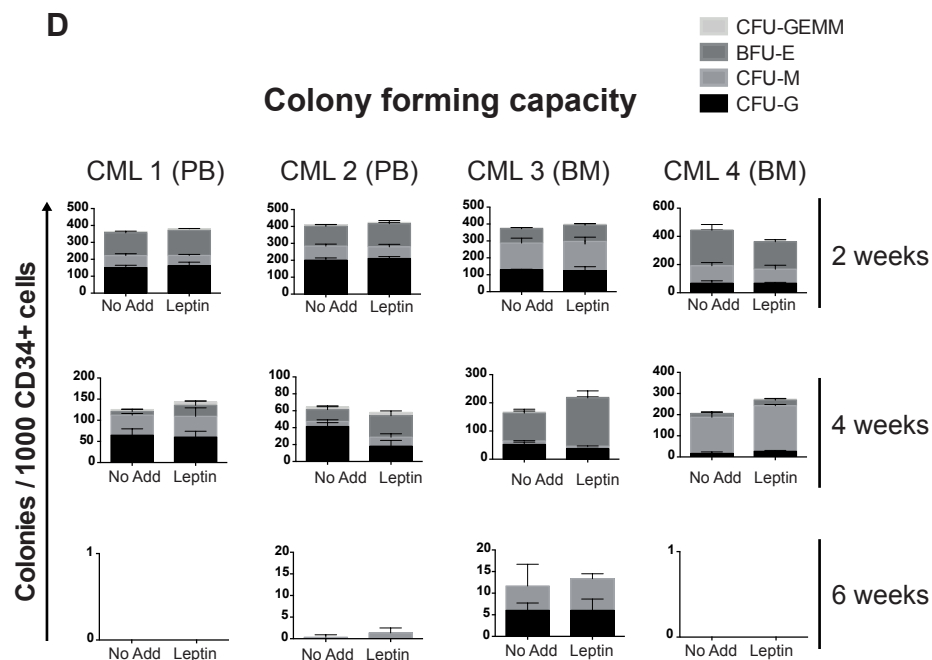 D
CFU-GEMM
BFU-E
CFU-M
CFU-G
Colony forming capacity
CML 1 (PB)
CML 2 (PB)
CML 3 (BM)
CML 4 (BM)
Colonies / 1000 CD34+ cells
500
400
300
200
100
0
No Add Leptin
500
400
300
200
100
0
No Add Leptin
500
400
300
200
100
0
No Add Leptin
600
400
200
0
No Add Leptin
2 weeks
200
150
100
50
0
No Add Leptin
100
80
60
40
20
0
No Add Leptin
300
200
100
0
No Add Leptin
400
300
200
100
0
No Add Leptin
4 weeks
1
0
No Add Leptin
20
15
10
5
0
No Add Leptin
20
15
10
5
0
No Add Leptin
1
0
No Add Leptin
6 weeks